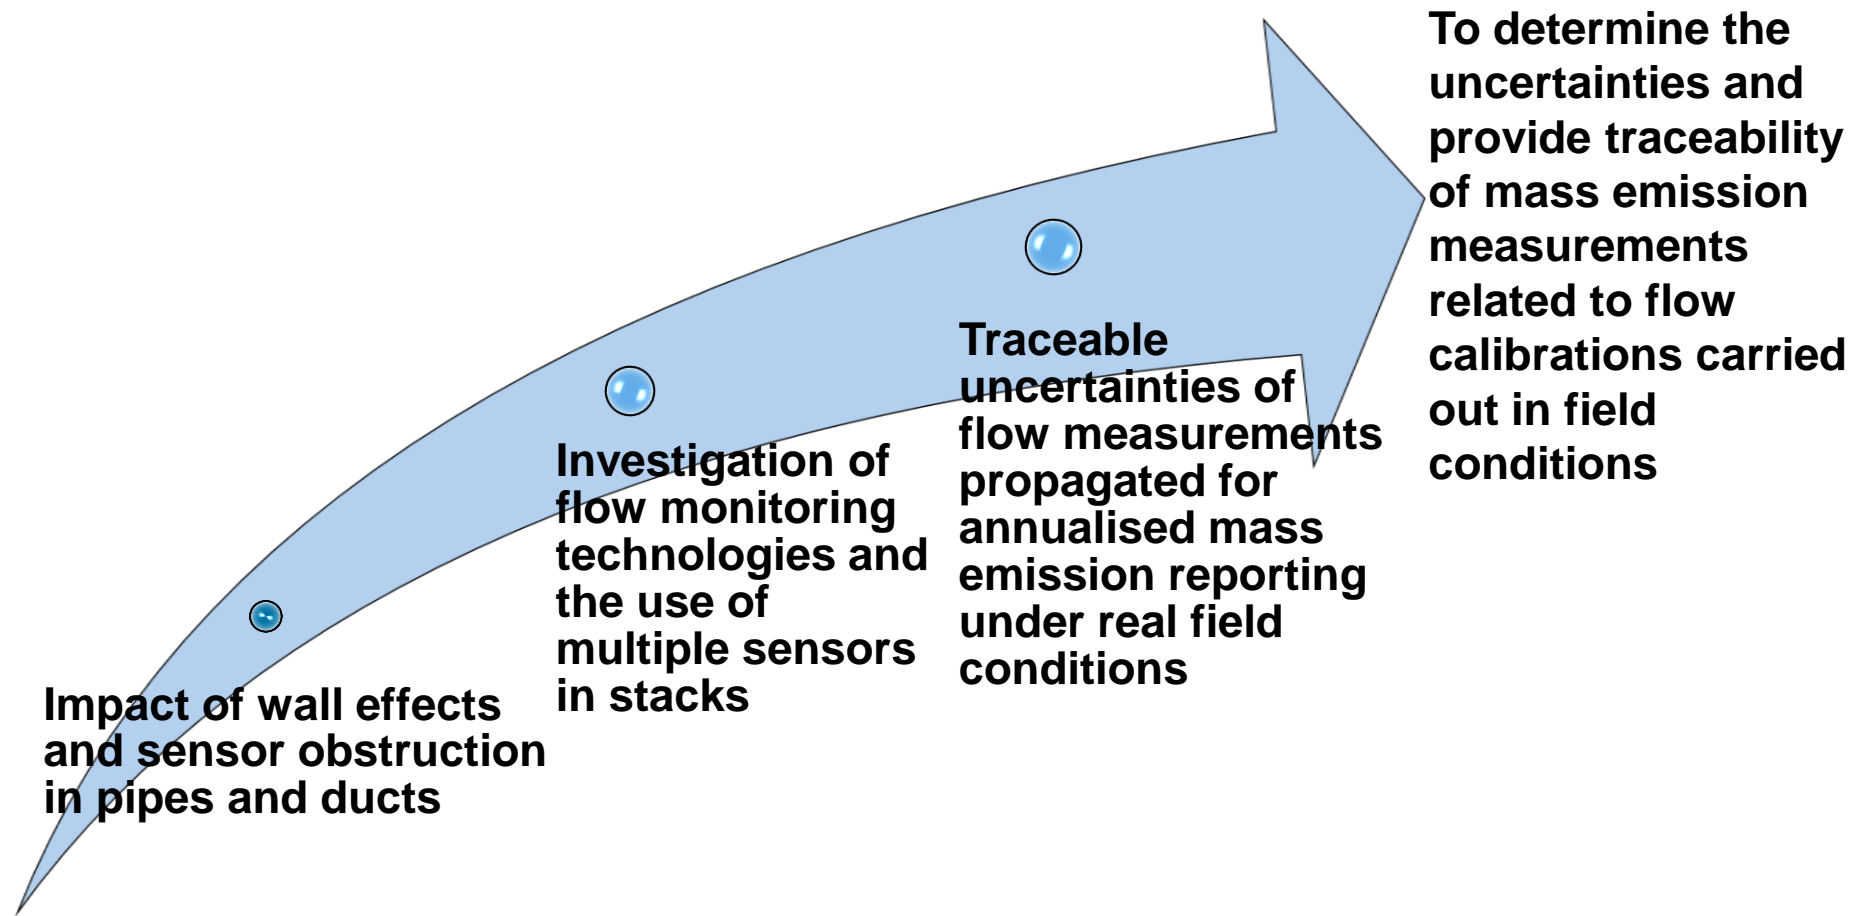 Impact of wall effects
and sensor obstruction
in pipes and ducts
Investigation of
flow monitoring
technologies and
the use of
multiple sensors
in stacks
Traceable
uncertainties of
flow measurements
propagated for
annualised mass
emission reporting
under real field
conditions
To determine the
uncertainties and
provide traceability
of mass emission
measurements
related to flow
calibrations carried
out in field
conditions